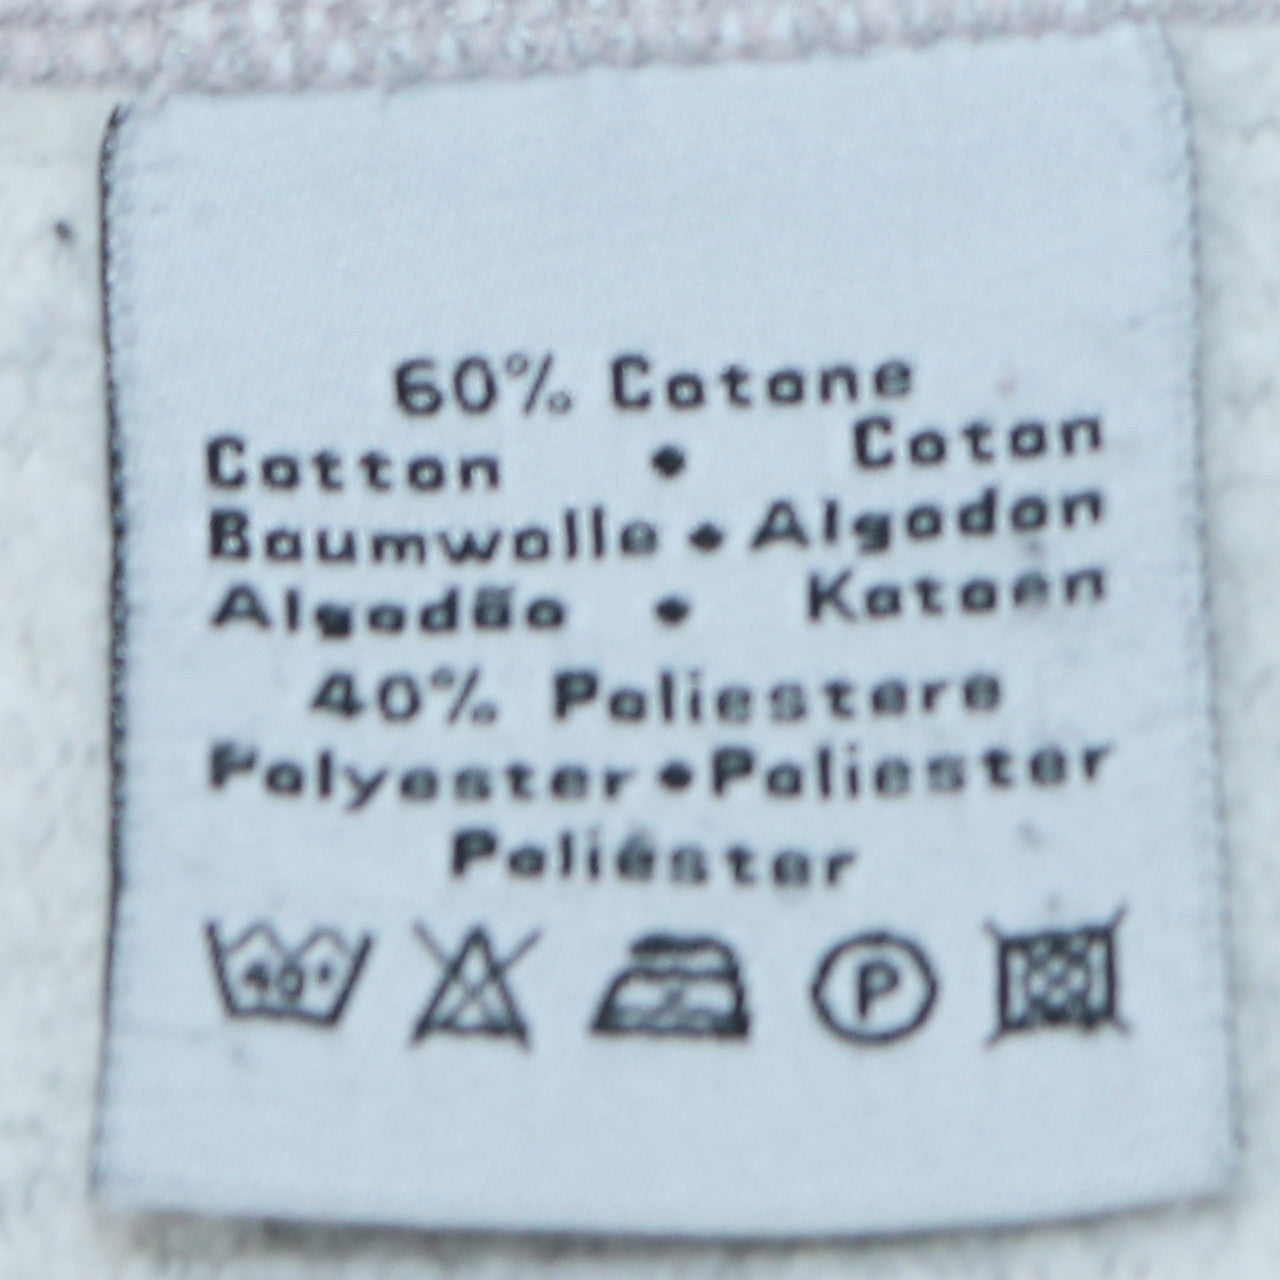 60% Cotone
Cotton • Coton
Baumwolle • Algodon
Algodão • Katoen
40% Poliestere
Polyester • Poliester
Poliéster
40°
P